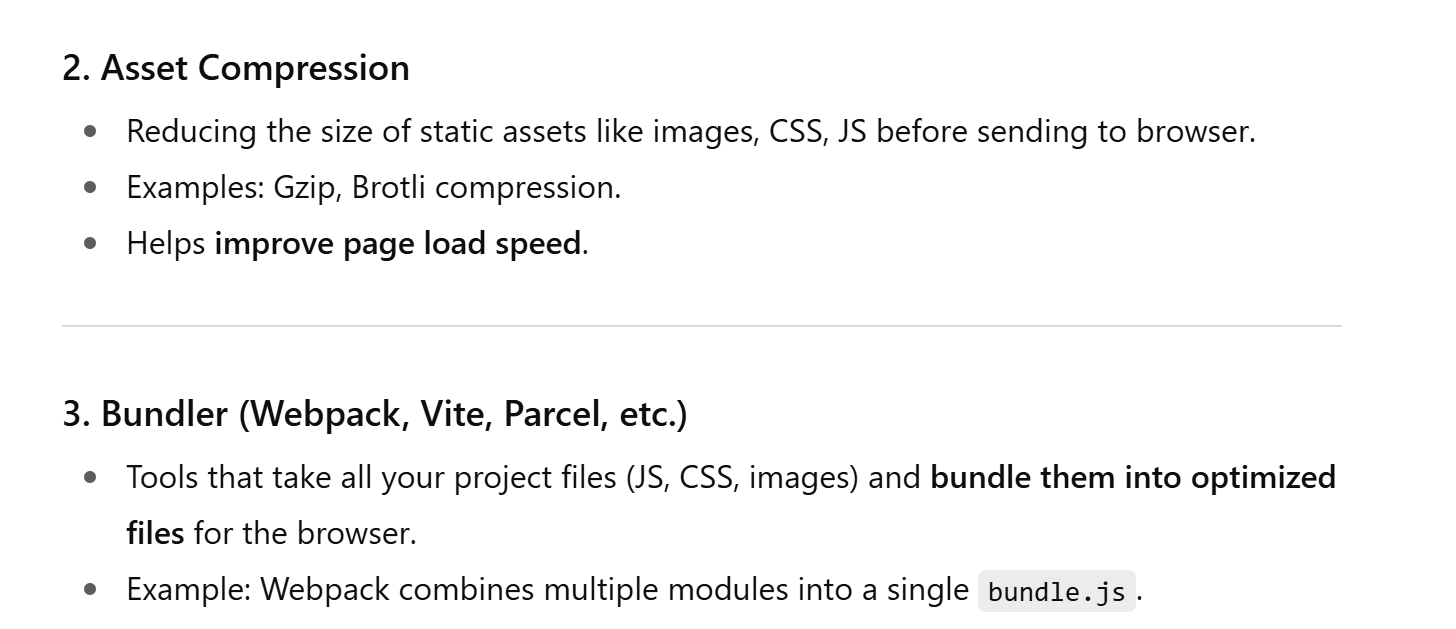 2. Asset Compression
Reducing the size of static assets like images, CSS, JS before sending to browser.
Examples: Gzip, Brotli compression.
Helps improve page load speed.
3. Bundler (Webpack, Vite, Parcel, etc.)
Tools that take all your project files (JS, CSS, images) and bundle them into optimized
files for the browser.
Example: Webpack combines multiple modules into a single bundle.js.